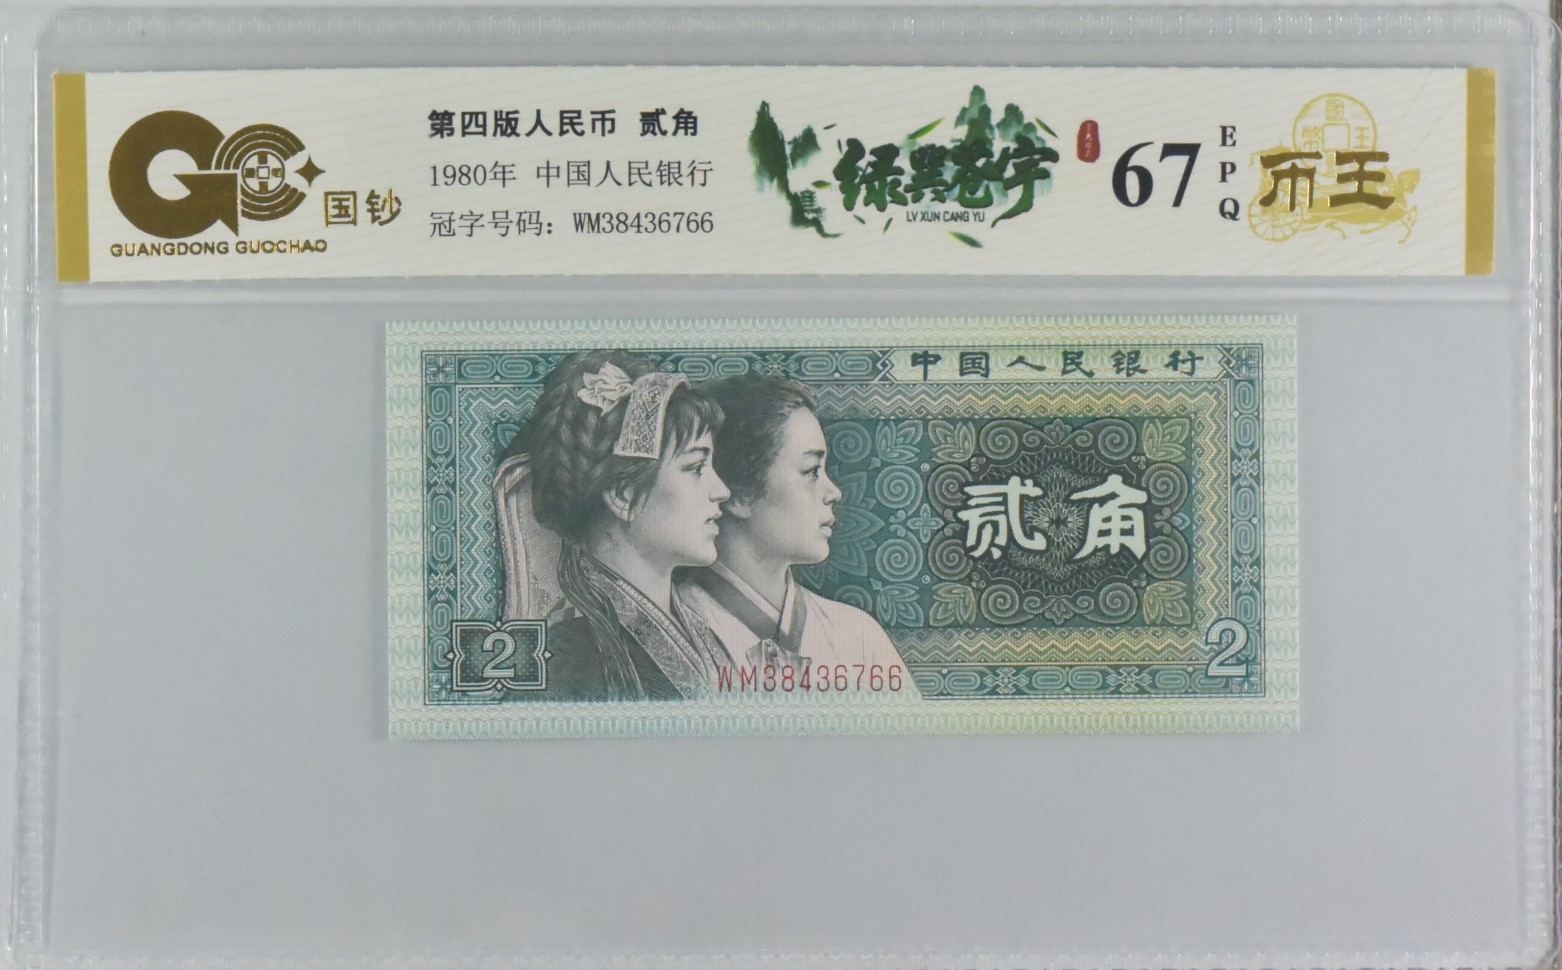 国钞
GUANGDONG GUOCHAO
第四版人民币 贰角
1980年 中国人民银行
冠字号码：WM38436766
绿巽苍宇
LV XUN CANG YU
67
EPQ
币王
中国人民银行
贰角
2
2
WM38436766